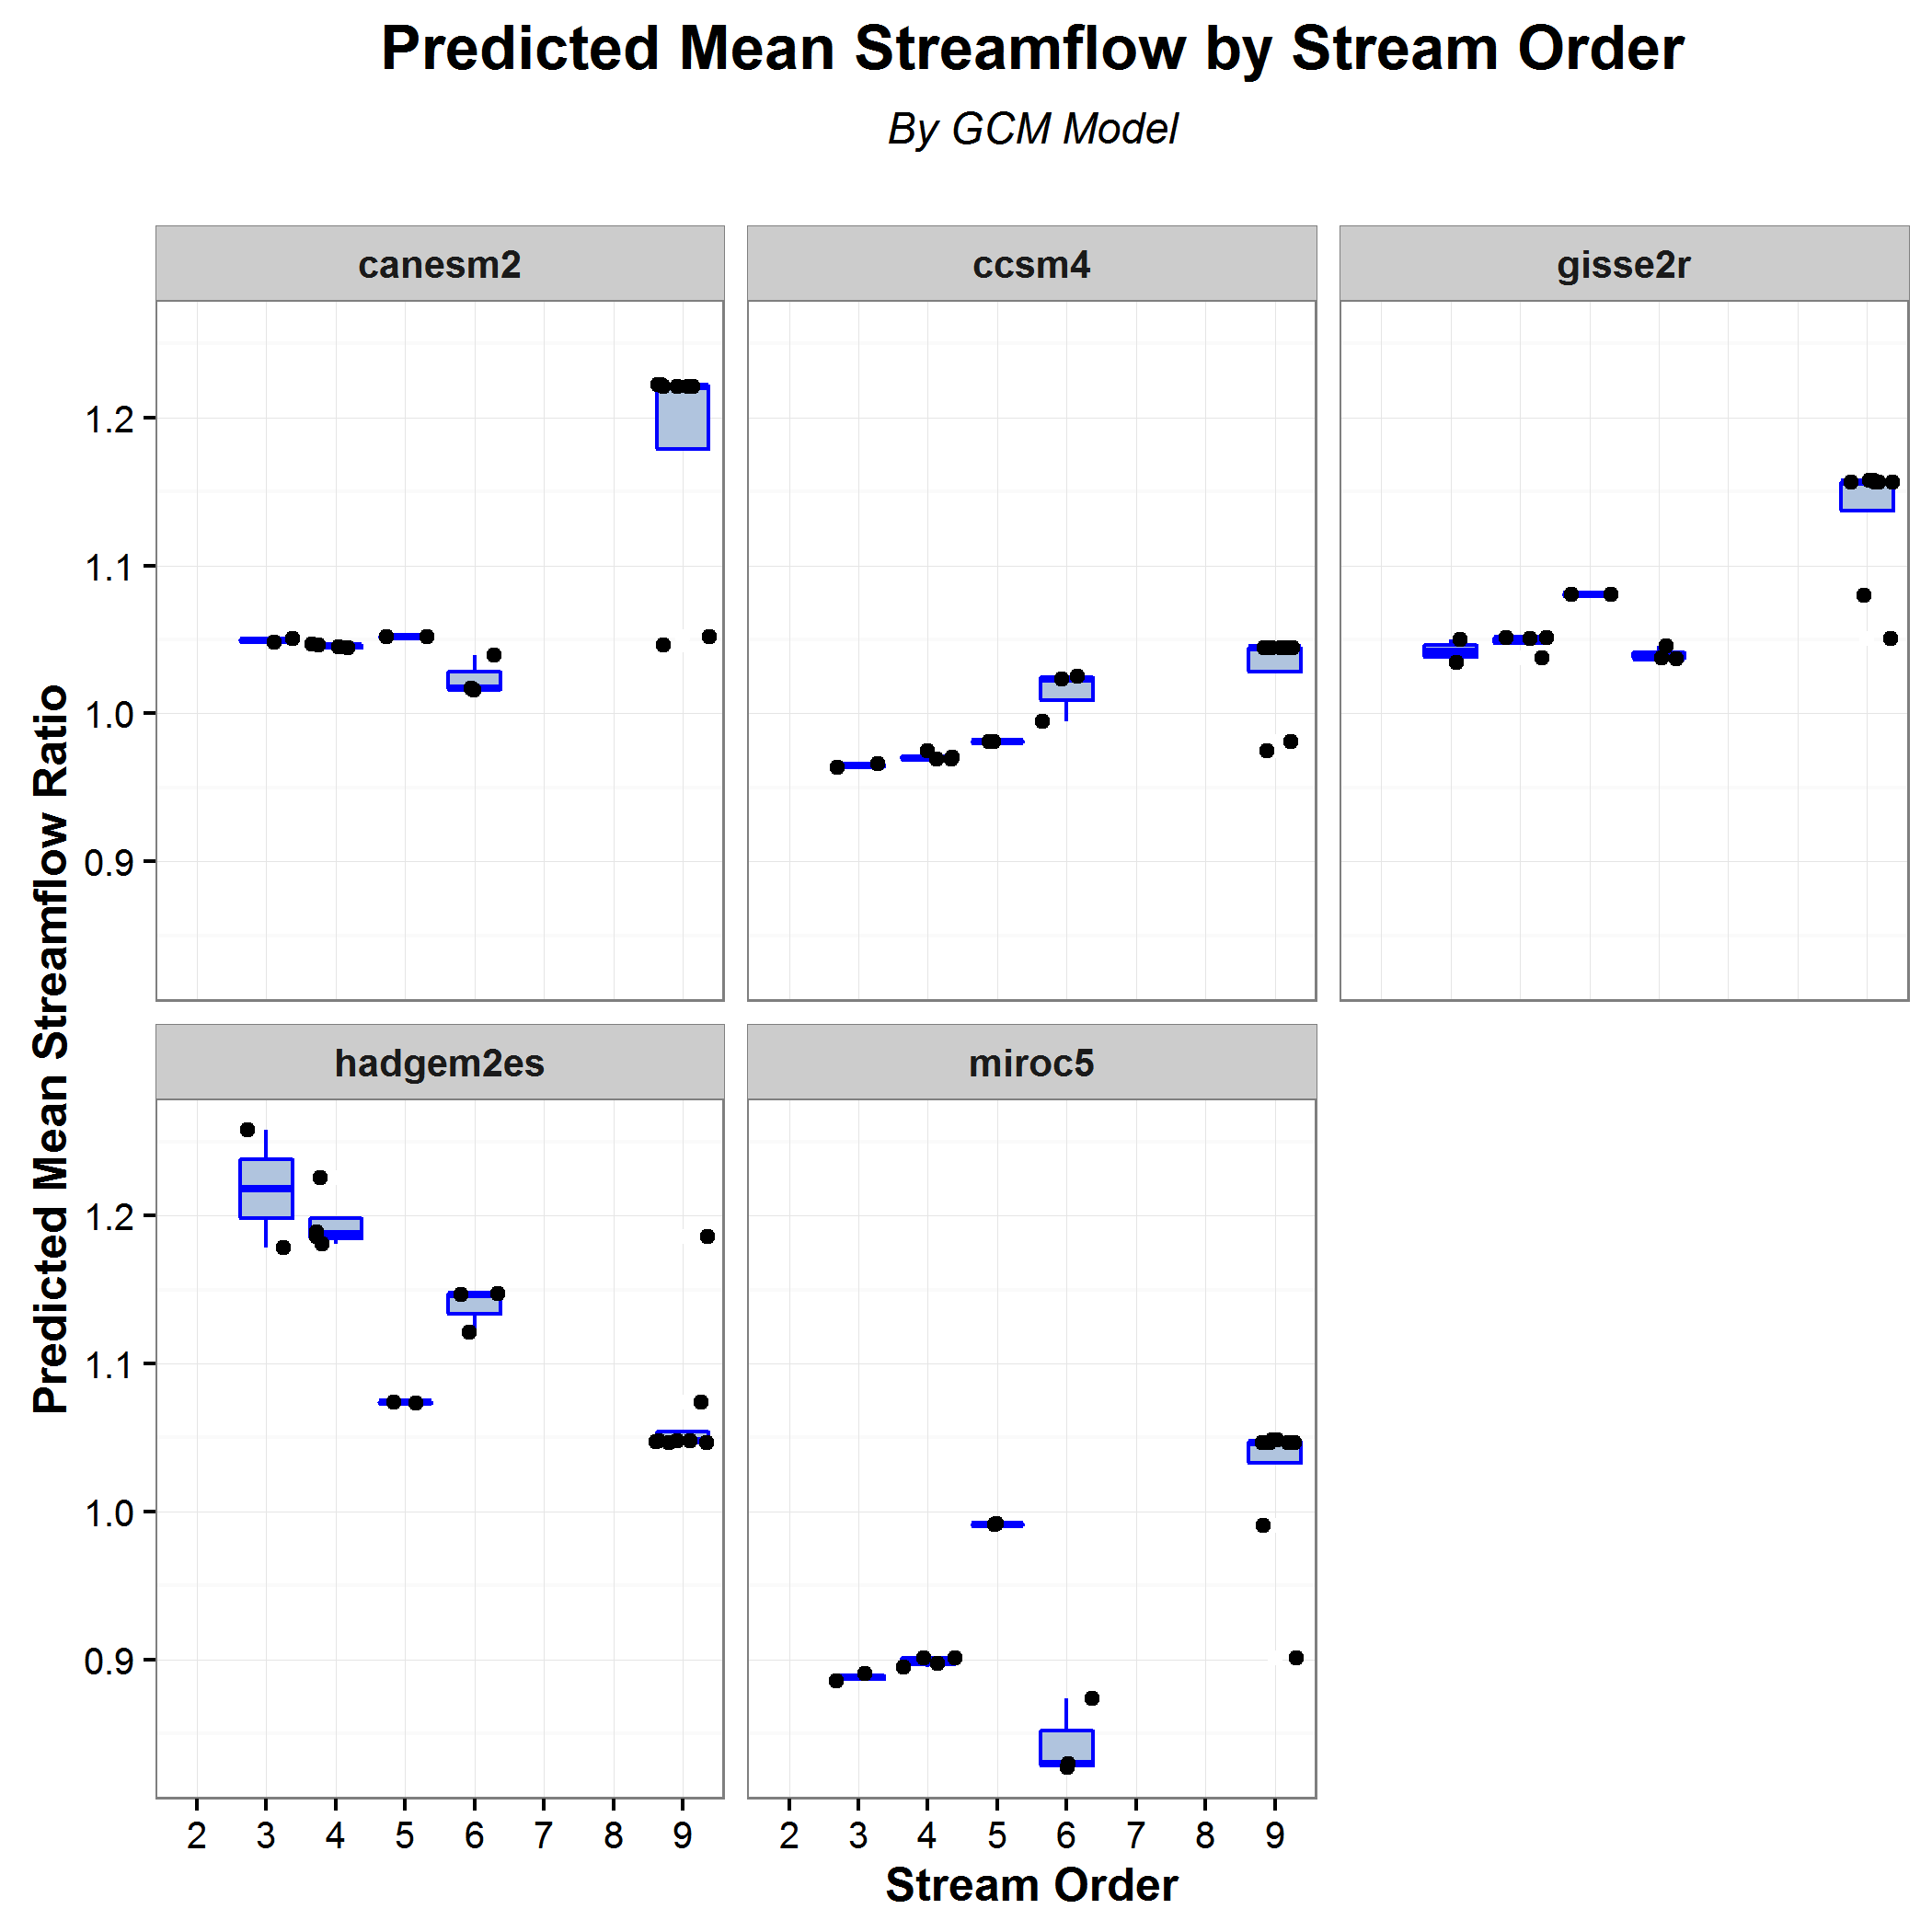 Predicted Mean Streamflow by Stream Order
By GCM Model
canesm2
ccsm4
gisse2r
1.2
1.1
1.0
0.9
Predicted Mean Streamflow Ratio
hadgem2es
miroc5
1.2
1.1
1.0
0.9
2 3 4 5 6 7 8 9
2 3 4 5 6 7 8 9
Stream Order